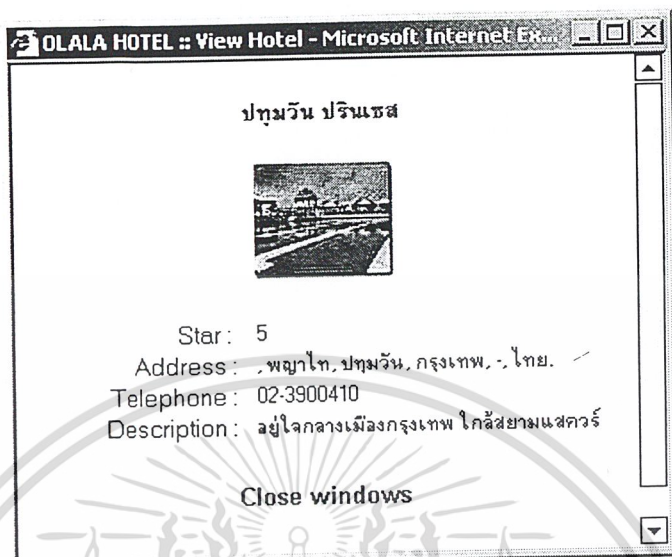 OLALA HOTEL :: View Hotel - Microsoft Internet Ex...
ปทุมวัน ปริ๊นเซส
Star : 5
Address : , พญาไท, ปทุมวัน, กรุงเทพ, -, ไทย.
Telephone : 02-3900410
Description : อยู่ใจกลางเมืองกรุงเทพ ใกล้สยามแสควร์
Close windows